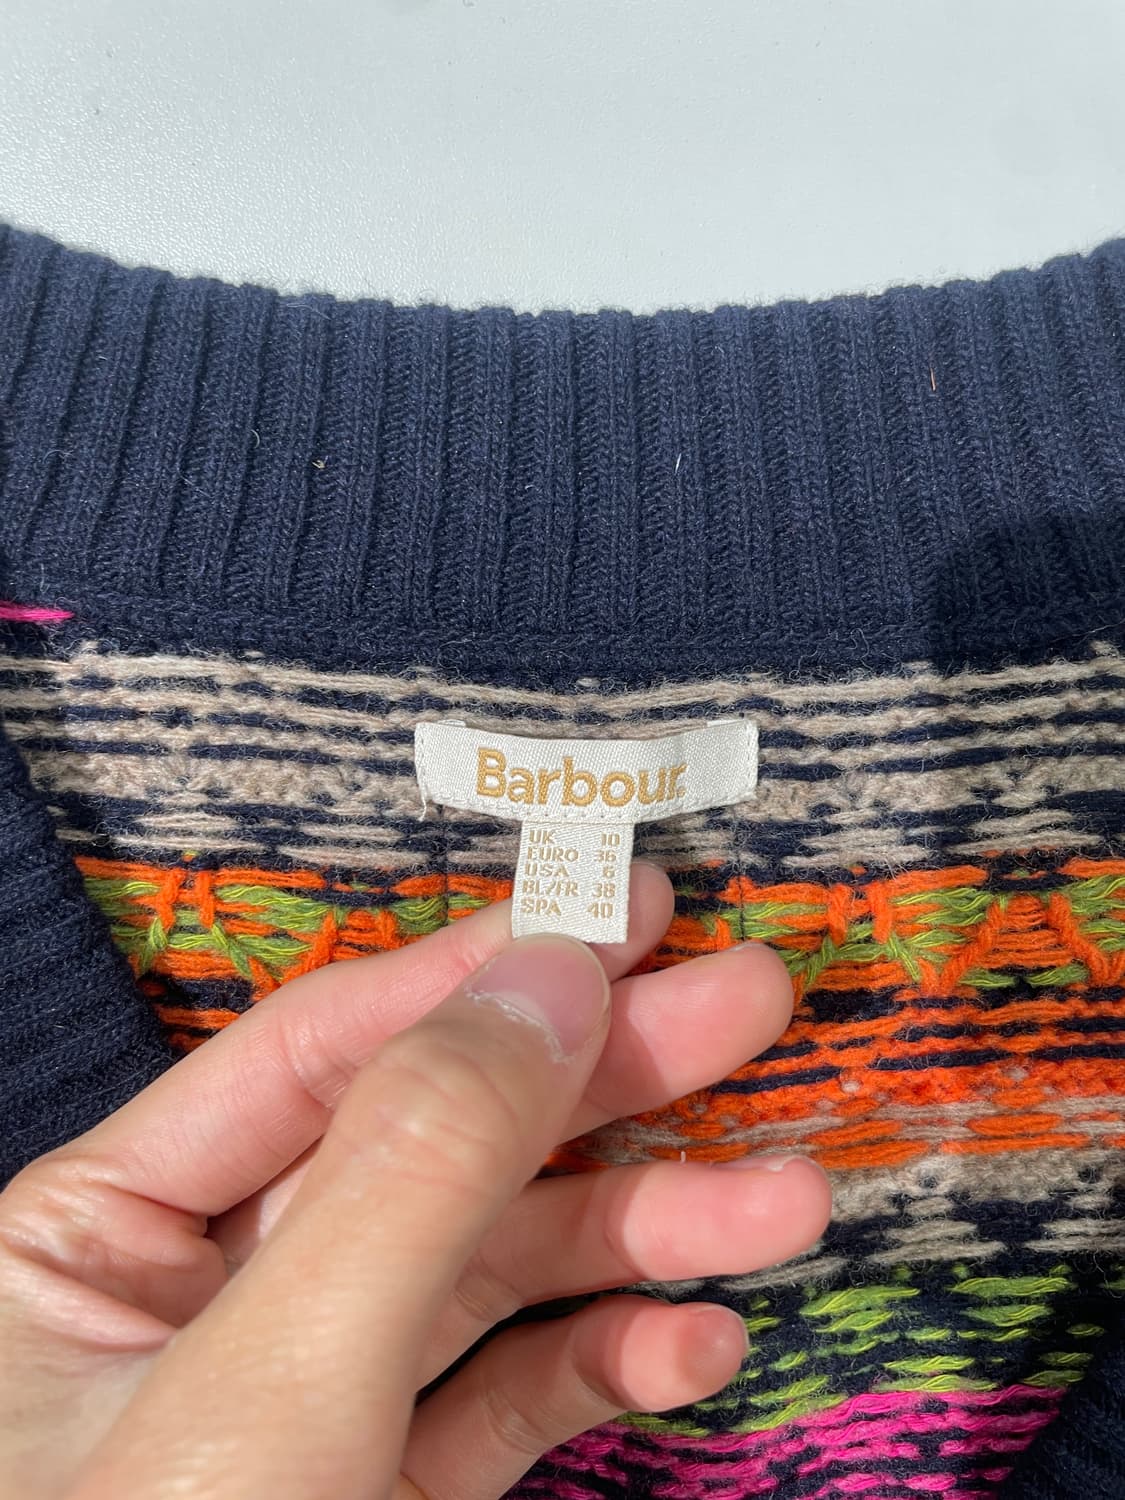 Barbour.
UK 10
EURO 36
USA 6
BL/FR 38
SPA 40